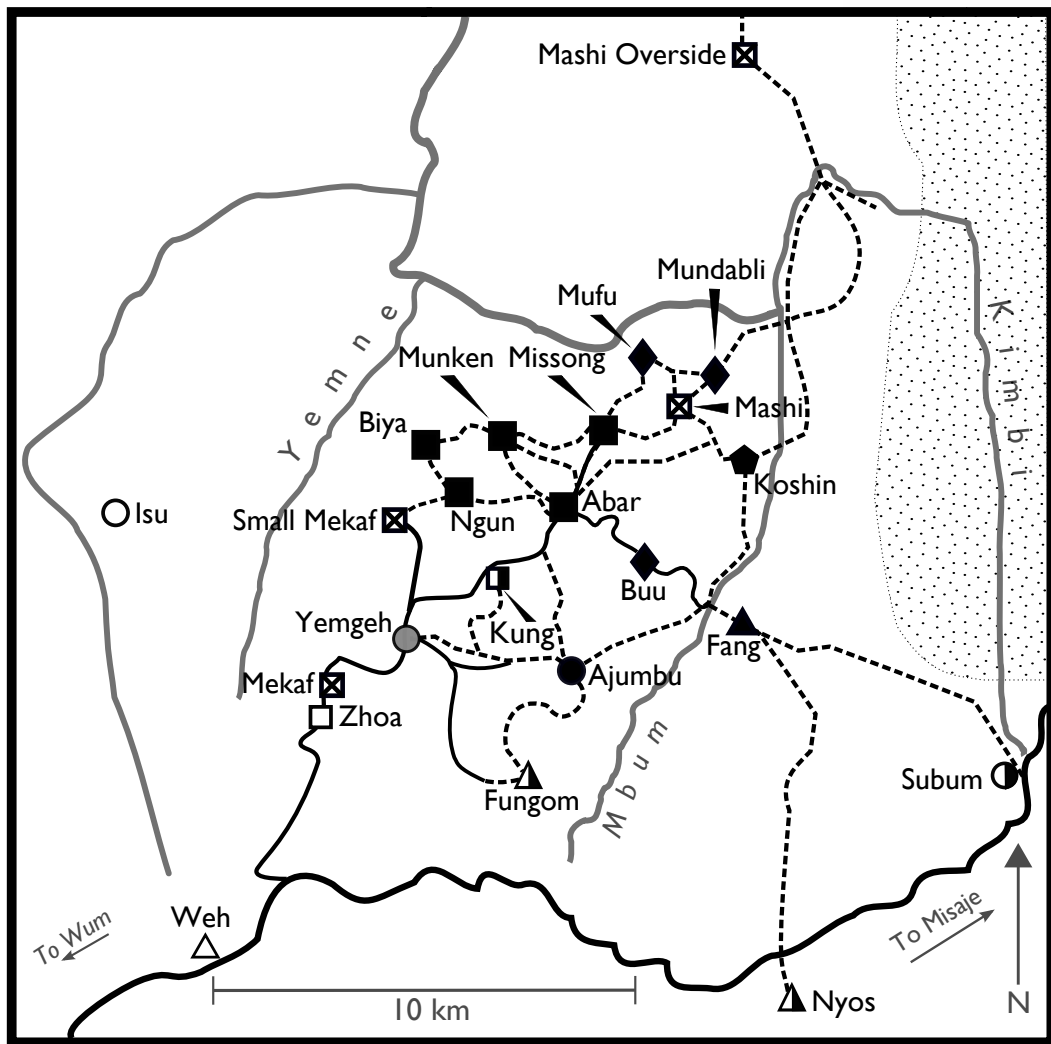 Mashi Overside
Mundabli
Mufu
Kimbi
Yemne
Munken
Missong
Mashi
Biya
Koshin
Isu
Small Mekaf
Ngun
Abar
Buu
Yemgeh
Kung
Fang
Mekaf
Ajumbu
Zhoa
Mbum
Subum
Fungom
Weh
To Wum
To Misaje
10 km
Nyos
N